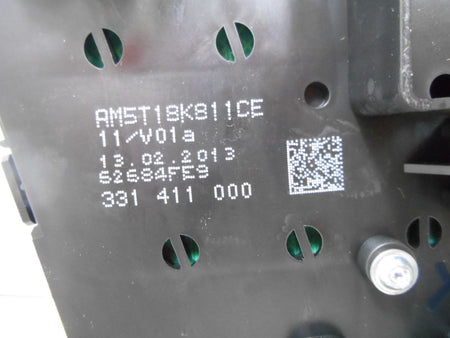 AM5T18K811CE
11/V01a
13.02.2013
62684FE9
331 411 000